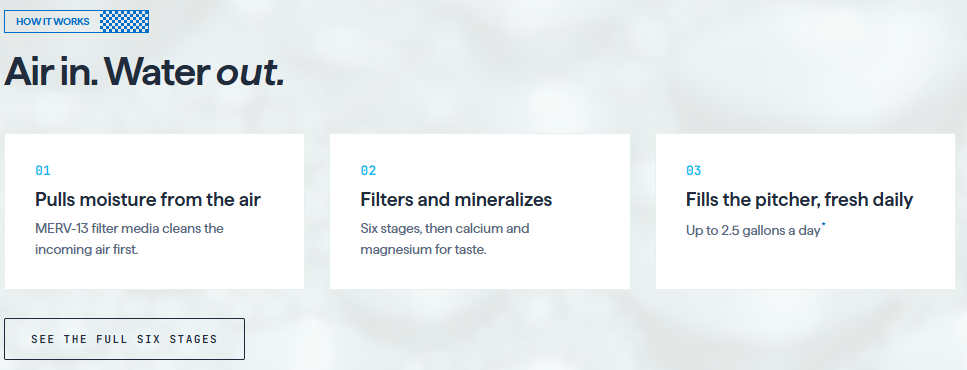 HOW IT WORKS
Air in. Water out.
01
Pulls moisture from the air
MERV-13 filter media cleans the
incoming air first.
02
Filters and mineralizes
Six stages, then calcium and
magnesium for taste.
03
Fills the pitcher, fresh daily
Up to 2.5 gallons a day*
SEE THE FULL SIX STAGES